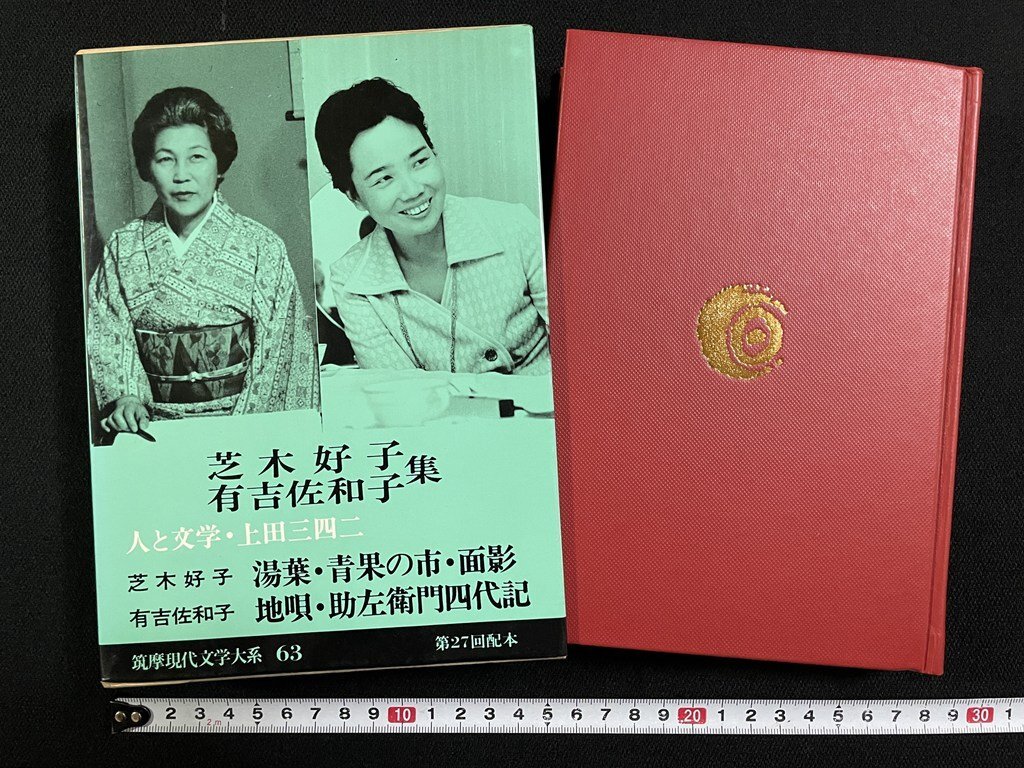 芝木好子
有吉佐和子集
人と文学・上田三四二
芝木好子 湯葉・青果の市・面影
有吉佐和子 地唄・助左衛門四代記
筑摩現代文学大系 63 第27回配本
2 3 4 5 6 7 8 9 10 1 2 3 4 5 6 7 8 9 20 1 2 3 4 5 6 7 8 9 30 1
2m